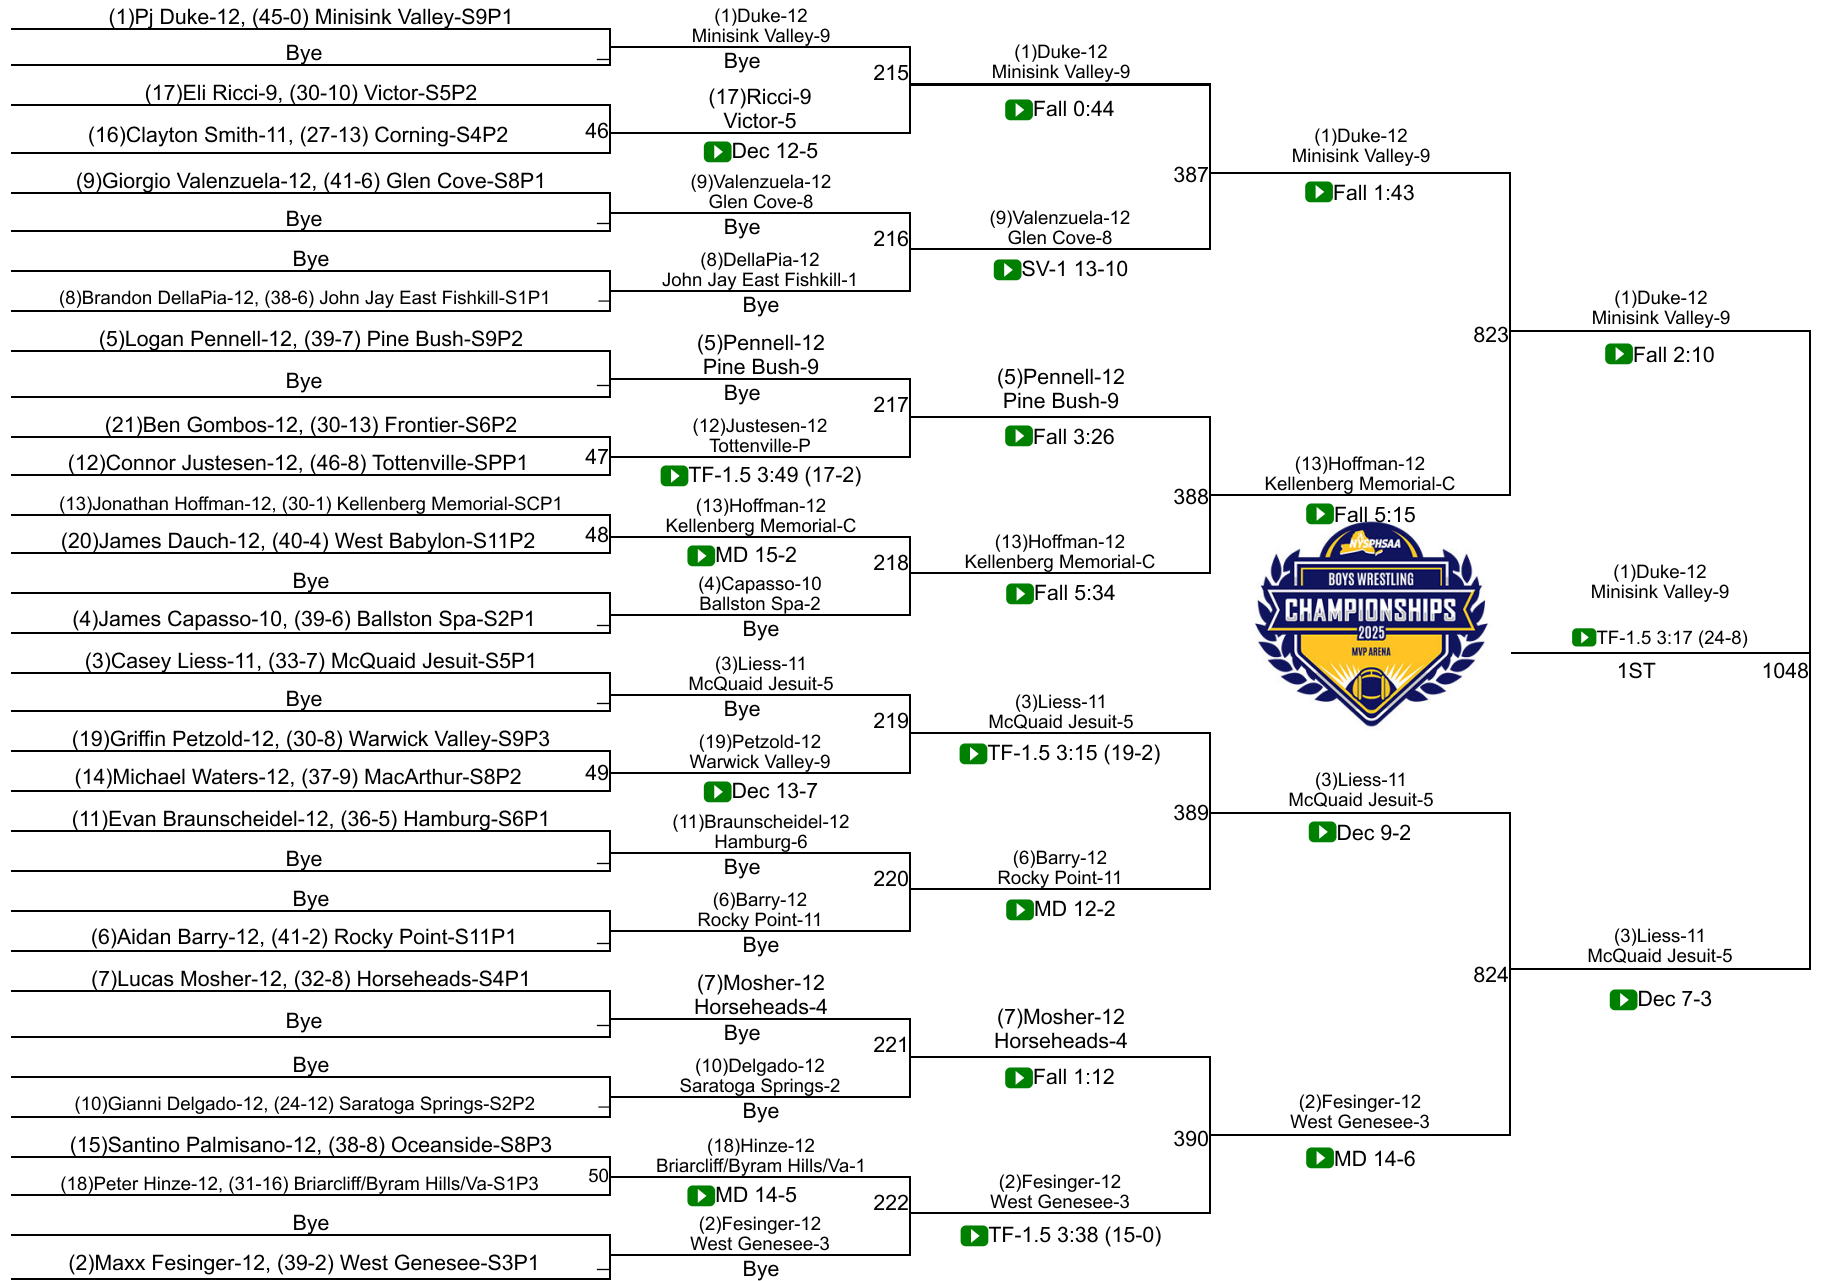 (1)Pj Duke-12, (45-0) Minisink Valley-S9P1
Bye
(17)Eli Ricci-9, (30-10) Victor-S5P2
(16)Clayton Smith-11, (27-13) Corning-S4P2
46
(9)Giorgio Valenzuela-12, (41-6) Glen Cove-S8P1
Bye
Bye
(8)Brandon DellaPia-12, (38-6) John Jay East Fishkill-S1P1
(5)Logan Pennell-12, (39-7) Pine Bush-S9P2
Bye
(21)Ben Gombos-12, (30-13) Frontier-S6P2
(12)Connor Justesen-12, (46-8) Tottenville-SPP1
47
(13)Jonathan Hoffman-12, (30-1) Kellenberg Memorial-SCP1
(20)James Dauch-12, (40-4) West Babylon-S11P2
48
Bye
(4)James Capasso-10, (39-6) Ballston Spa-S2P1
(3)Casey Liess-11, (33-7) McQuaid Jesuit-S5P1
Bye
(19)Griffin Petzold-12, (30-8) Warwick Valley-S9P3
(14)Michael Waters-12, (37-9) MacArthur-S8P2
49
(11)Evan Braunscheidel-12, (36-5) Hamburg-S6P1
Bye
Bye
(6)Aidan Barry-12, (41-2) Rocky Point-S11P1
(7)Lucas Mosher-12, (32-8) Horseheads-S4P1
Bye
Bye
(10)Gianni Delgado-12, (24-12) Saratoga Springs-S2P2
(15)Santino Palmisano-12, (38-8) Oceanside-S8P3
(18)Peter Hinze-12, (31-16) Briarcliff/Byram Hills/Va-S1P3
50
Bye
(2)Maxx Fesinger-12, (39-2) West Genesee-S3P1
(1)Duke-12
Minisink Valley-9
Bye
215
(17)Ricci-9
Victor-5
Dec 12-5
(9)Valenzuela-12
Glen Cove-8
Bye
216
(8)DellaPia-12
John Jay East Fishkill-1
Bye
(5)Pennell-12
Pine Bush-9
Bye
217
(12)Justesen-12
Tottenville-P
TF-1.5 3:49 (17-2)
(13)Hoffman-12
Kellenberg Memorial-C
MD 15-2
218
(4)Capasso-10
Ballston Spa-2
Bye
(3)Liess-11
McQuaid Jesuit-5
Bye
219
(19)Petzold-12
Warwick Valley-9
Dec 13-7
(11)Braunscheidel-12
Hamburg-6
Bye
220
(6)Barry-12
Rocky Point-11
Bye
(7)Mosher-12
Horseheads-4
Bye
221
(10)Delgado-12
Saratoga Springs-2
Bye
(18)Hinze-12
Briarcliff/Byram Hills/Va-1
MD 14-5
222
(2)Fesinger-12
West Genesee-3
Bye
(1)Duke-12
Minisink Valley-9
Fall 0:44
387
(9)Valenzuela-12
Glen Cove-8
SV-1 13-10
(5)Pennell-12
Pine Bush-9
Fall 3:26
388
(13)Hoffman-12
Kellenberg Memorial-C
Fall 5:34
(3)Liess-11
McQuaid Jesuit-5
TF-1.5 3:15 (19-2)
389
(6)Barry-12
Rocky Point-11
MD 12-2
(7)Mosher-12
Horseheads-4
Fall 1:12
390
(2)Fesinger-12
West Genesee-3
TF-1.5 3:38 (15-0)
(1)Duke-12
Minisink Valley-9
Fall 1:43
823
(13)Hoffman-12
Kellenberg Memorial-C
Fall 5:15
NYSPHSAA
BOYS WRESTLING
CHAMPIONSHIPS
2025
MVP ARENA
(3)Liess-11
McQuaid Jesuit-5
Dec 9-2
824
(2)Fesinger-12
West Genesee-3
MD 14-6
(1)Duke-12
Minisink Valley-9
Fall 2:10
(1)Duke-12
Minisink Valley-9
TF-1.5 3:17 (24-8)
1ST
1048
(3)Liess-11
McQuaid Jesuit-5
Dec 7-3